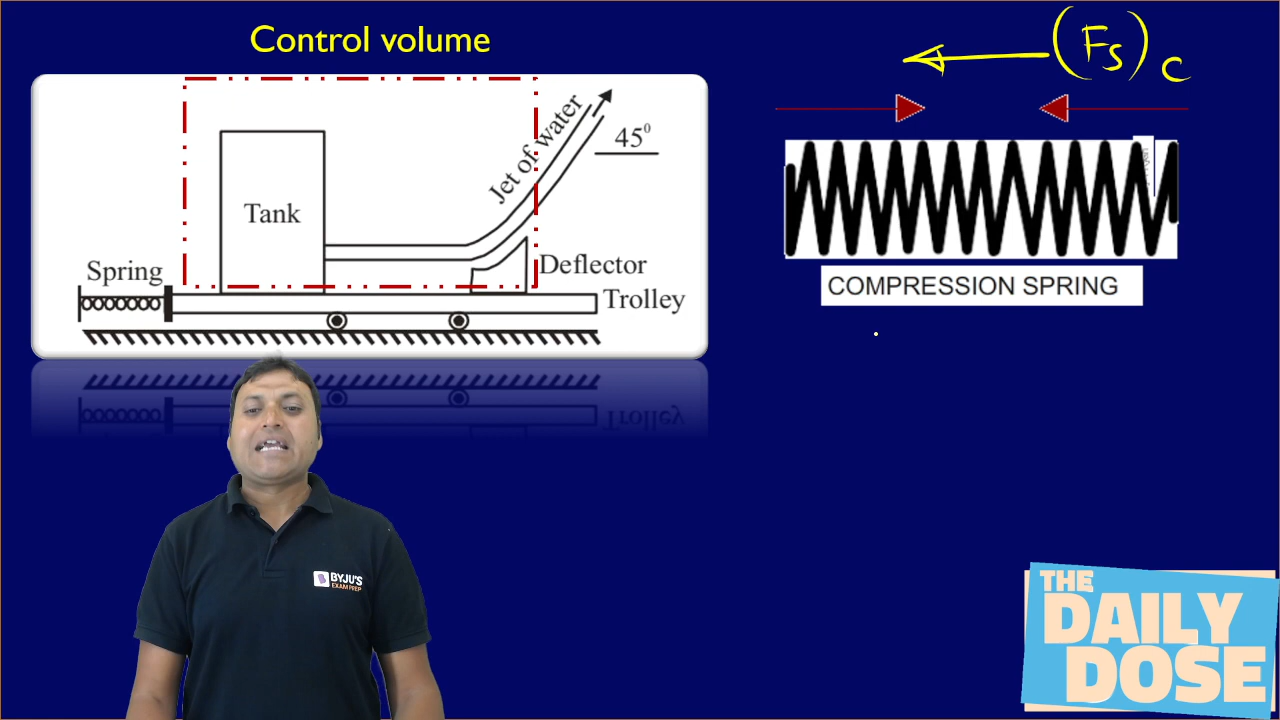 Control volume
(Fs)c
Jet of water
45⁰
Tank
Spring
Deflector
Trolley
COMPRESSION SPRING
BYJU'S
EXAM PREP
THE
DAILY
DOSE